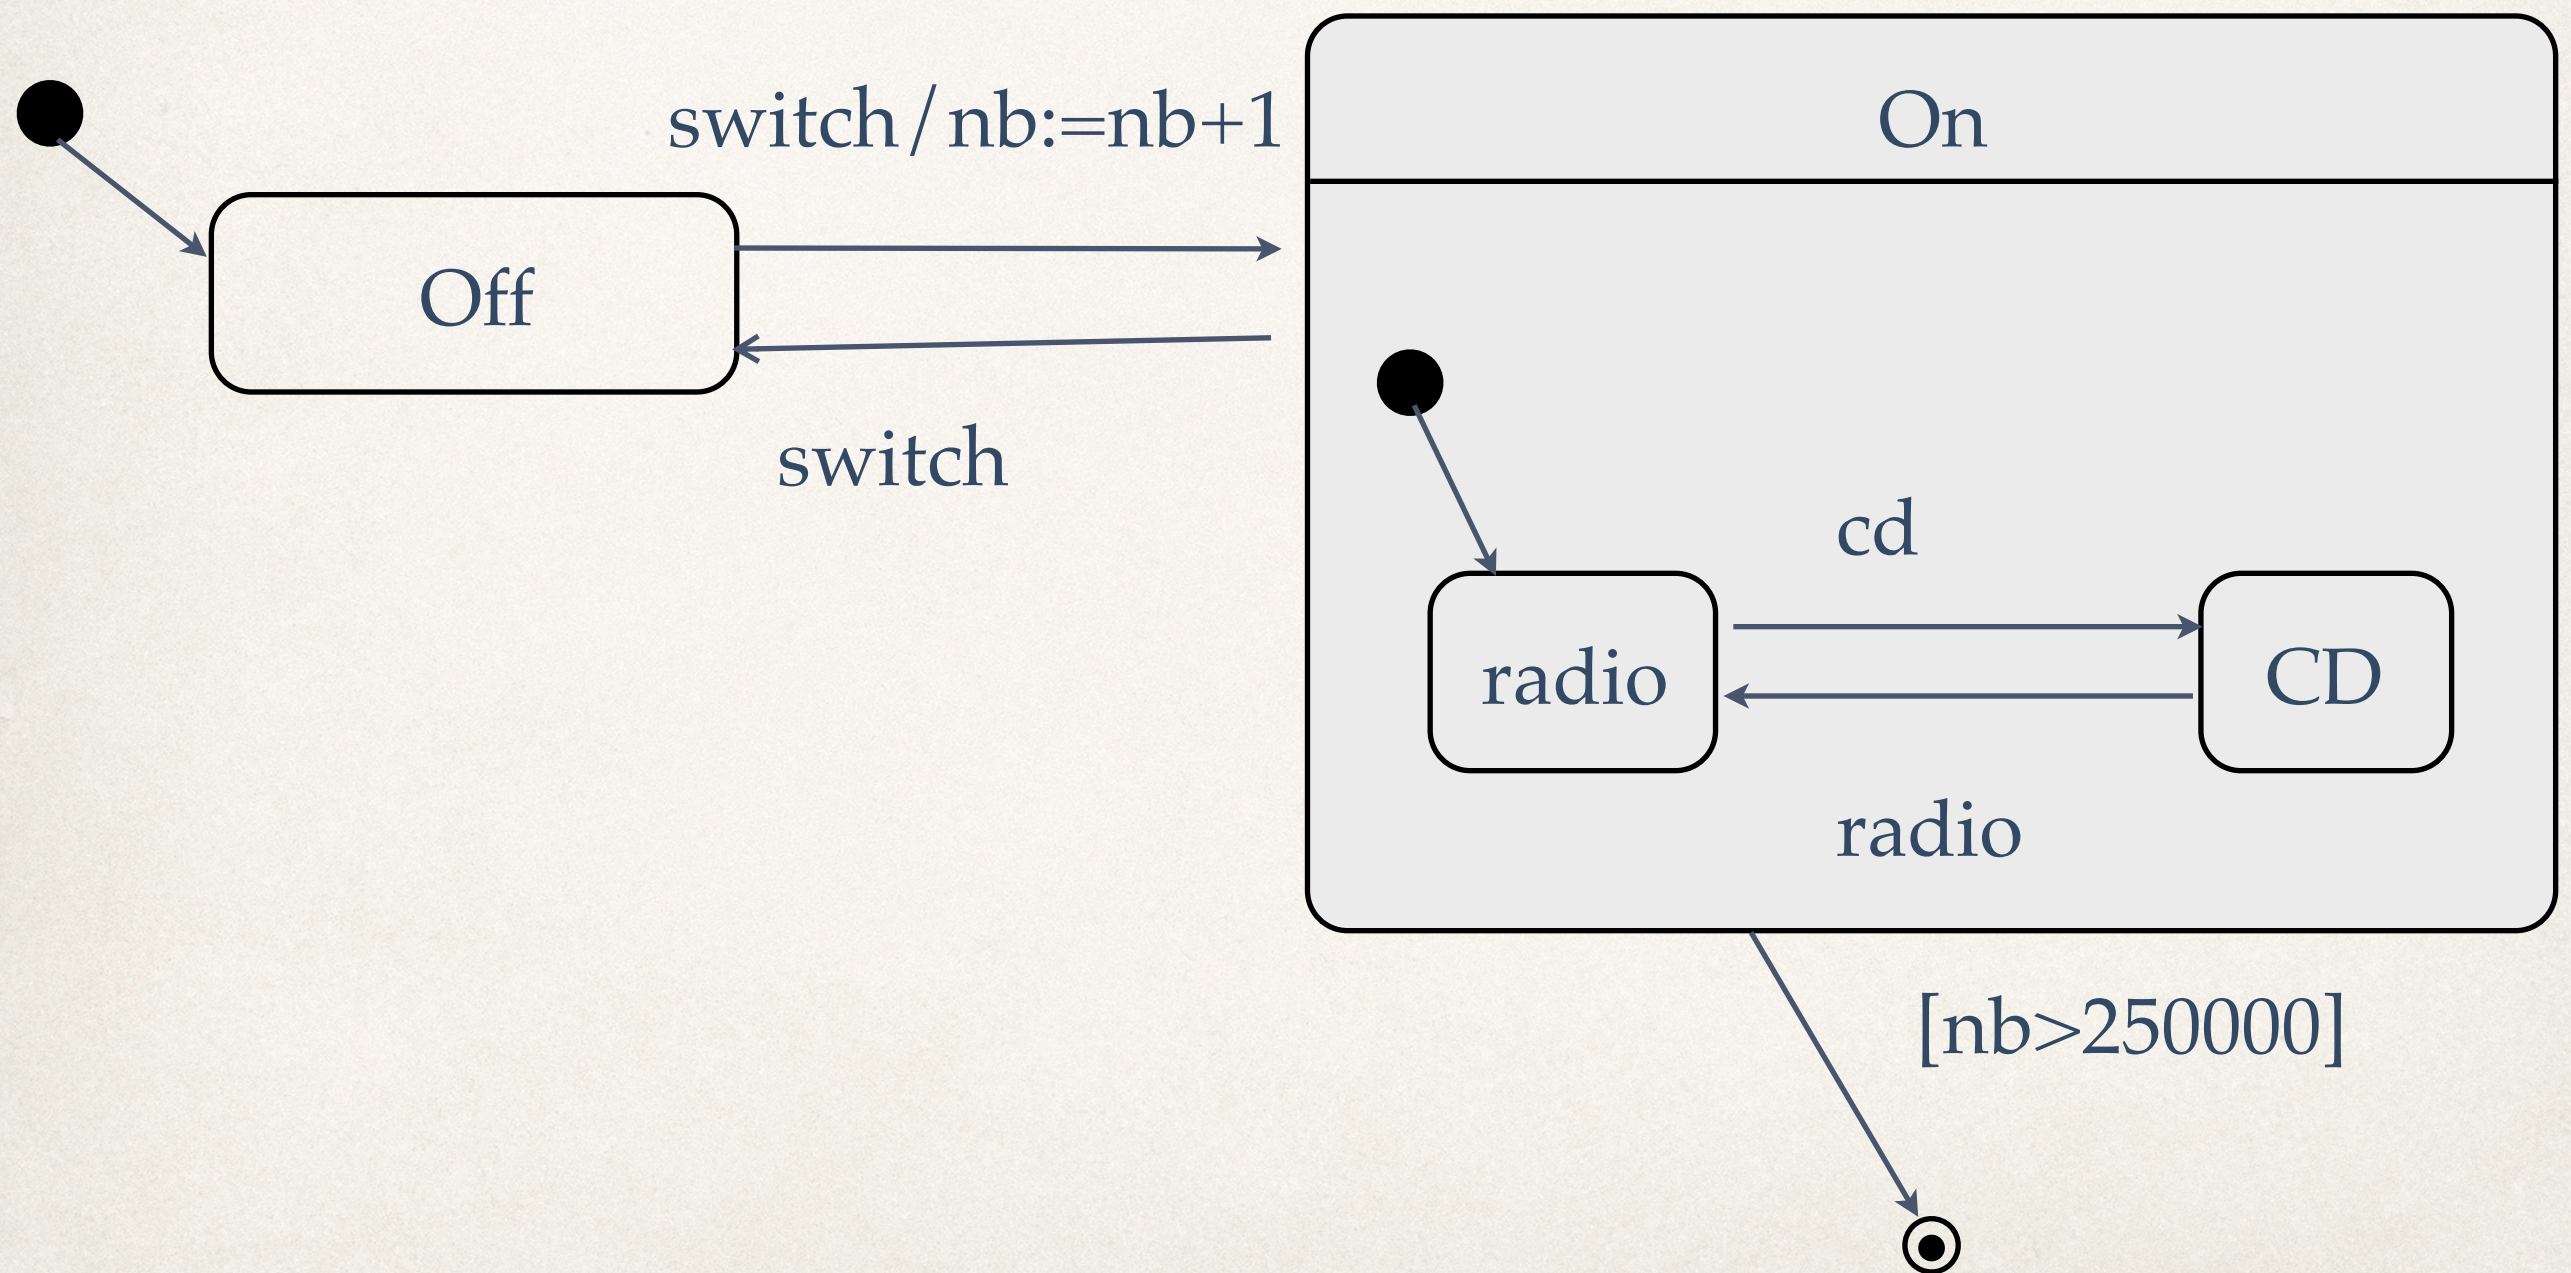 switch/nb:=nb+1
On
Off
switch
cd
radio
CD
radio
[nb>250000]